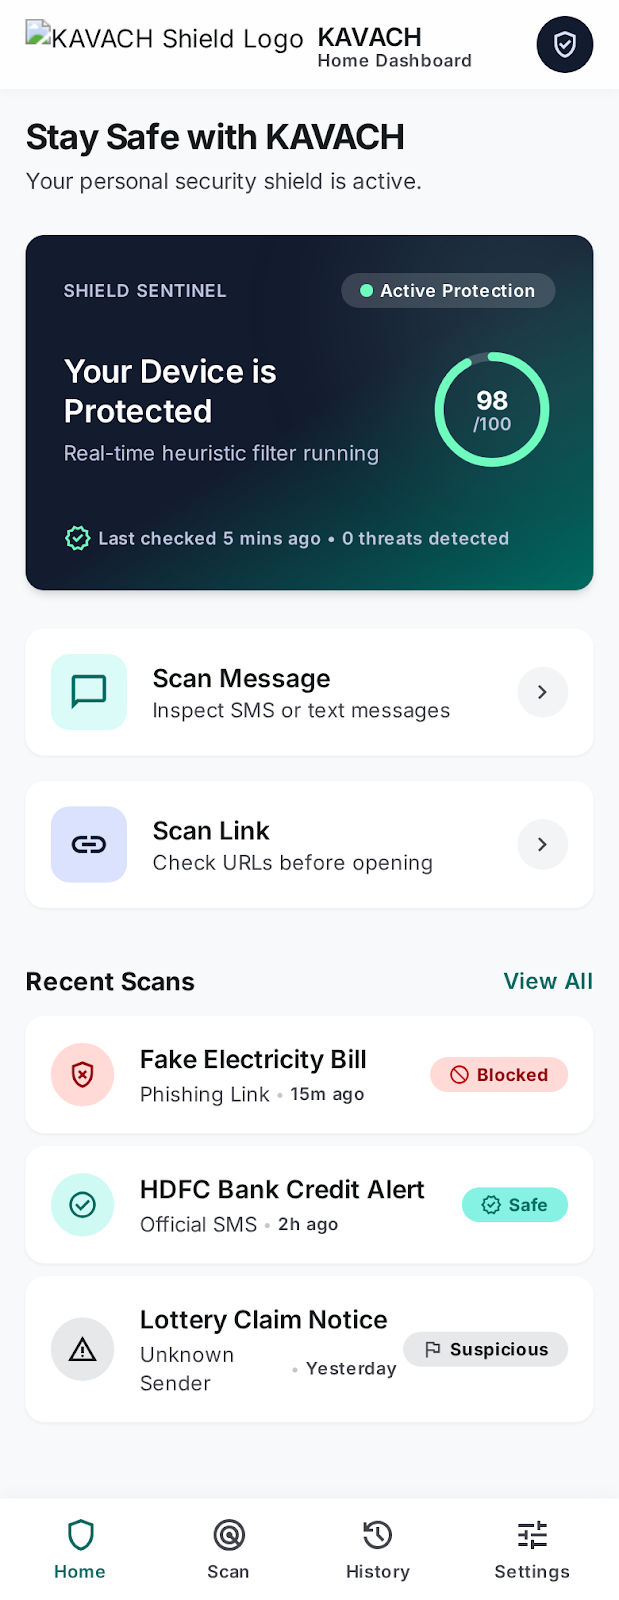 KAVACH Shield Logo
KAVACH
Home Dashboard
Stay Safe with KAVACH
Your personal security shield is active.
SHIELD SENTINEL
Active Protection
Your Device is
Protected
Real-time heuristic filter running
98
/100
Last checked 5 mins ago • 0 threats detected
Scan Message
Inspect SMS or text messages
Scan Link
Check URLs before opening
Recent Scans
View All
Fake Electricity Bill
Phishing Link • 15m ago
Blocked
HDFC Bank Credit Alert
Official SMS • 2h ago
Safe
Lottery Claim Notice
Unknown
Sender
• Yesterday
Suspicious
Home
Scan
History
Settings